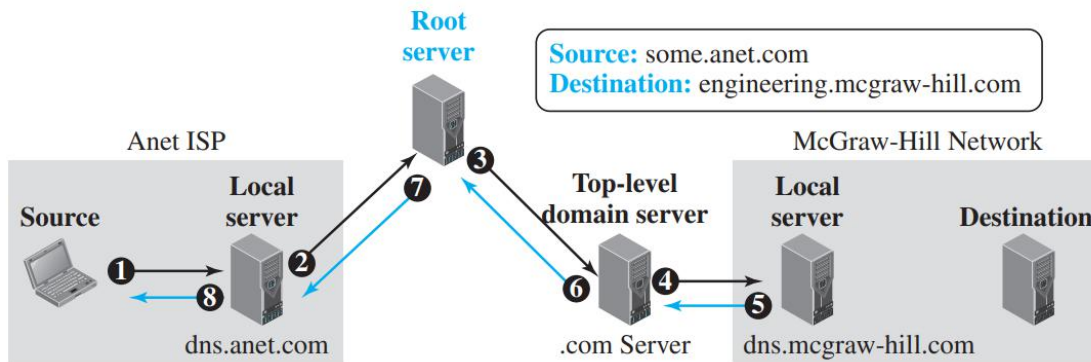 Root
server
Source: some.anet.com
Destination: engineering.mcgraw-hill.com
Anet ISP
McGraw-Hill Network
Source
Local
server
Top-level
domain server
Local
server
Destination
1
2
3
4
5
6
7
8
dns.anet.com
.com Server
dns.mcgraw-hill.com